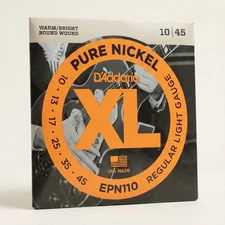 WARM/BRIGHT
ROUND WOUND
10/45
PURE NICKEL
D'Addario
XL
10 · 13 · 17 · 25 · 35 · 45
REGULAR LIGHT GAUGE
USA MADE
EPN110